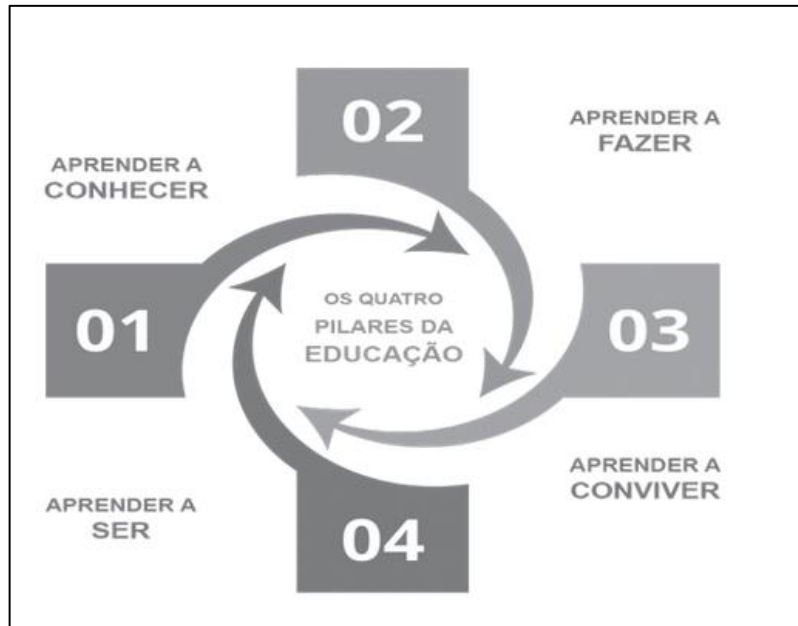 02
APRENDER A
FAZER
APRENDER A
CONHECER
01
OS QUATRO
PILARES DA
EDUCAÇÃO
03
APRENDER A
CONVIVER
APRENDER A
SER
04